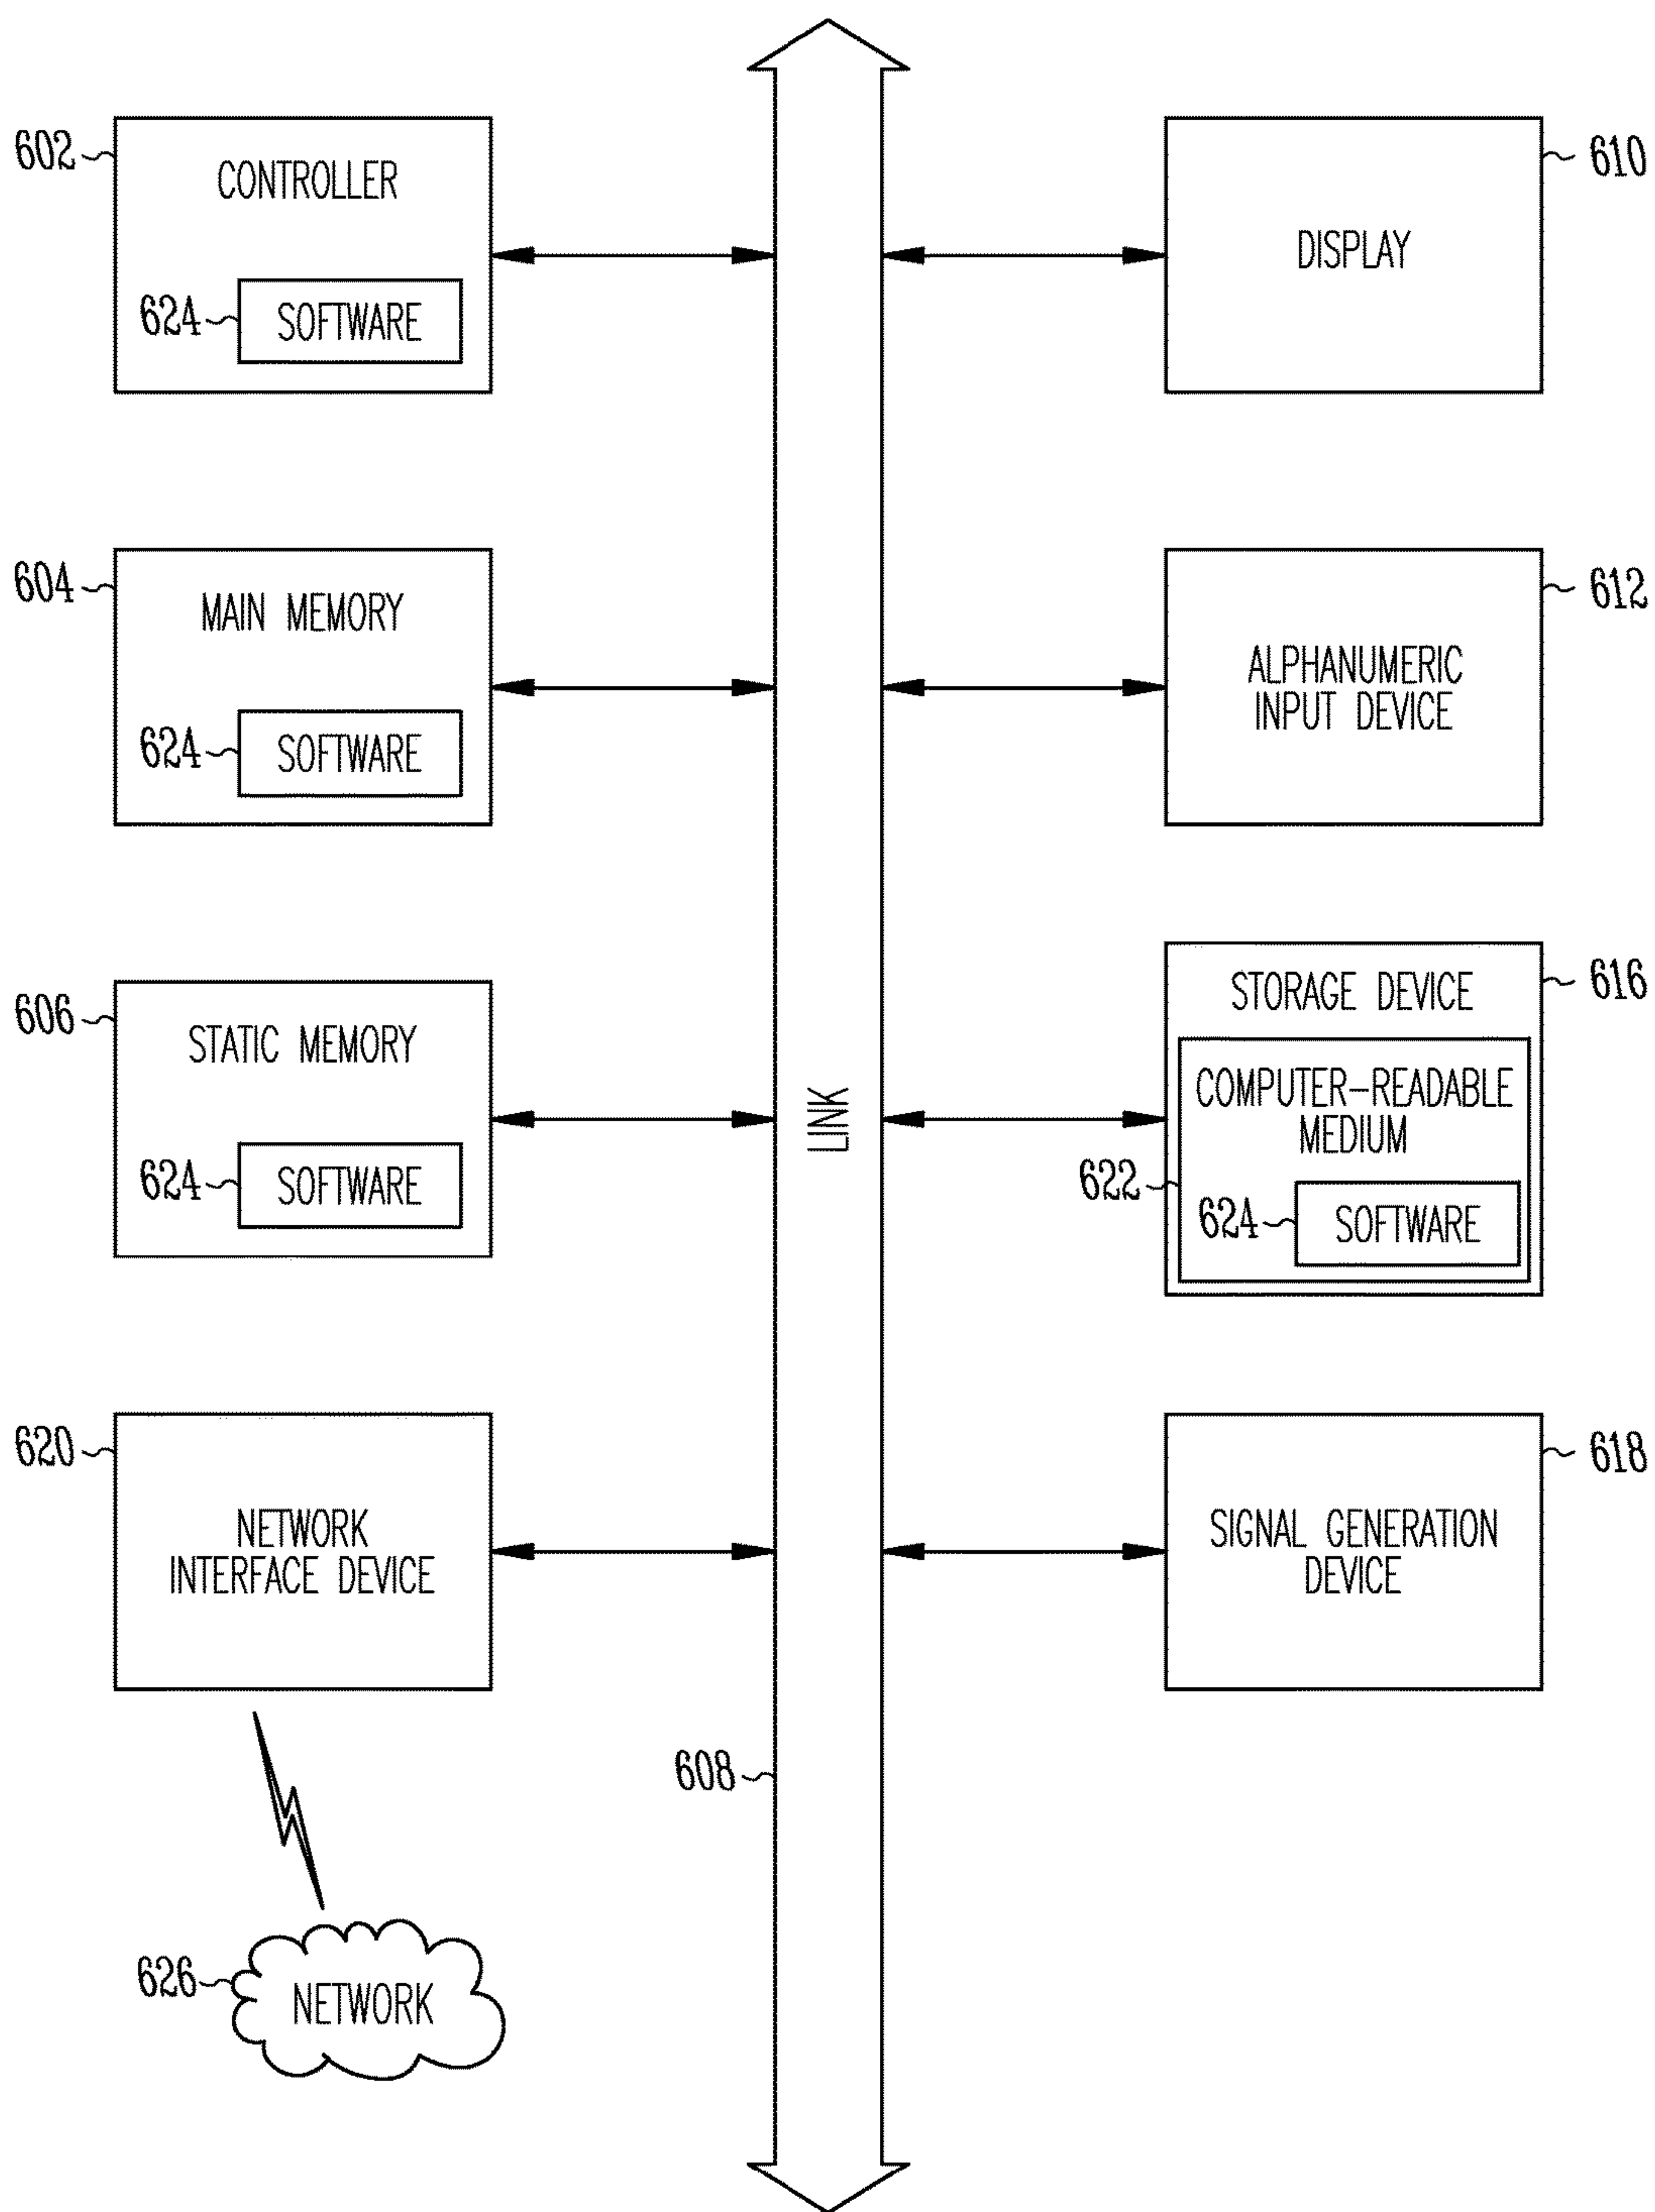 602
CONTROLLER
624
SOFTWARE
610
DISPLAY
604
MAIN MEMORY
624
SOFTWARE
612
ALPHANUMERIC
INPUT DEVICE
606
STATIC MEMORY
624
SOFTWARE
LINK
616
STORAGE DEVICE
COMPUTER-READABLE
MEDIUM
622
624
SOFTWARE
620
NETWORK
INTERFACE DEVICE
618
SIGNAL GENERATION
DEVICE
608
626
NETWORK